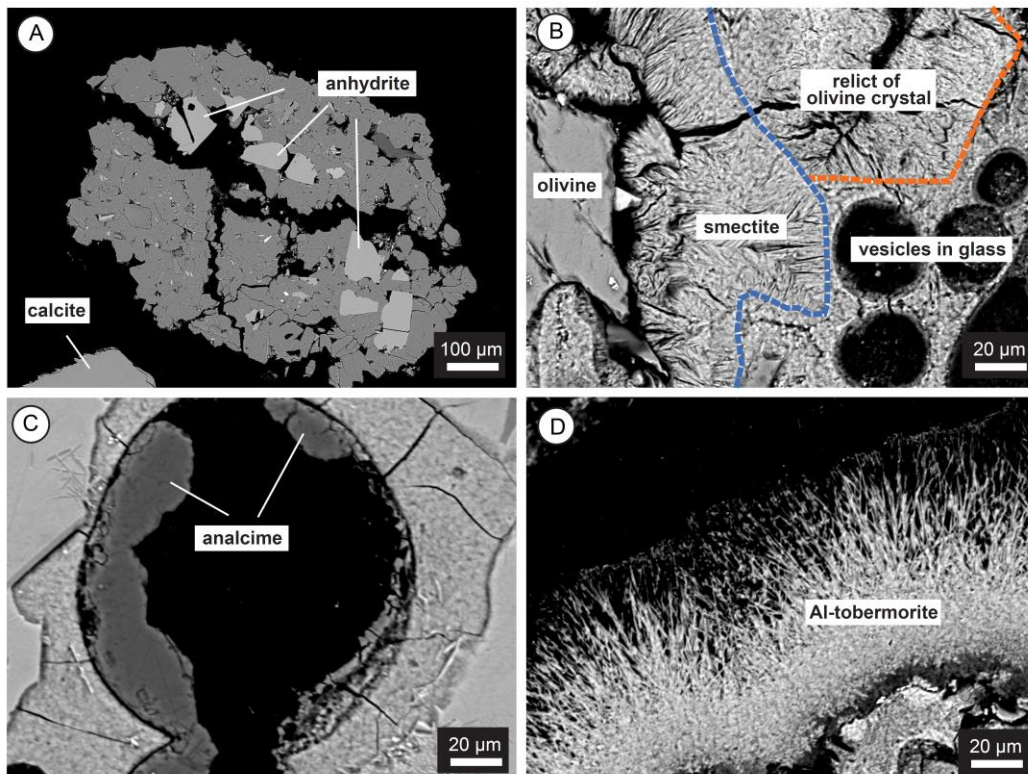 A
anhydrite
calcite
100 µm
B
relict of
olivine crystal
olivine
smectite
vesicles in glass
20 µm
C
analcime
20 µm
D
Al-tobermorite
20 µm